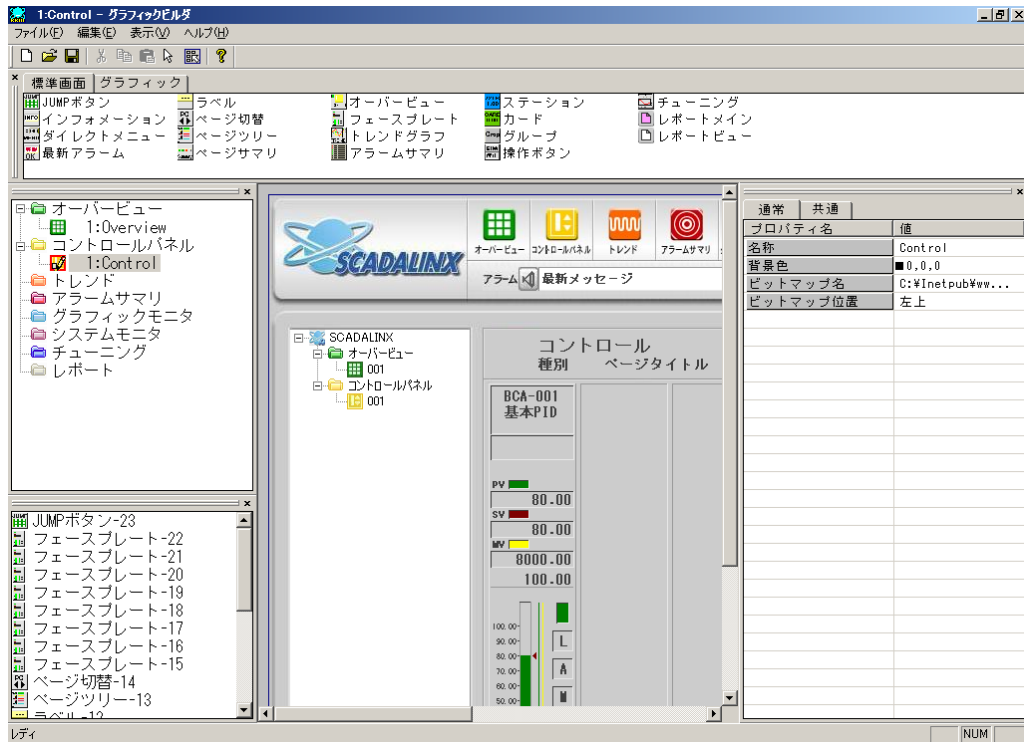 1:Control - グラフィックビルダ
ファイル(F) 編集(E) 表示(V) ヘルプ(H)
標準画面 グラフィック
JUMPボタン ラベル オーバービュー ステーション チューニング
インフォメーション ページ切替 フェースプレート カード レポートメイン
ダイレクトメニュー ページツリー トレンドグラフ グループ レポートビュー
最新アラーム ページサマリ アラームサマリ 操作ボタン
オーバービュー
1:Overview
コントロールパネル
1:Control
トレンド
アラームサマリ
グラフィックモニタ
システムモニタ
チューニング
レポート
JUMPボタン-23
フェースプレート-22
フェースプレート-21
フェースプレート-20
フェースプレート-19
フェースプレート-18
フェースプレート-17
フェースプレート-16
フェースプレート-15
ページ切替-14
ページツリー-13
ラベル-12
SCADALINX
オーバービュー コントロールパネル トレンド アラームサマリ
アラーム 最新メッセージ
SCADALINX
オーバービュー
001
コントロールパネル
001
コントロール
種別 ページタイトル
BCA-001
基本PID
PV
80.00
SV
80.00
MV
8000.00
100.00
100.00
90.00
80.00
70.00
60.00
50.00
L
A
M
通常 共通
プロパティ名 値
名称 Control
背景色 0,0,0
ビットマップ名 C:¥Inetpub¥ww...
ビットマップ位置 左上
レディ
NUM